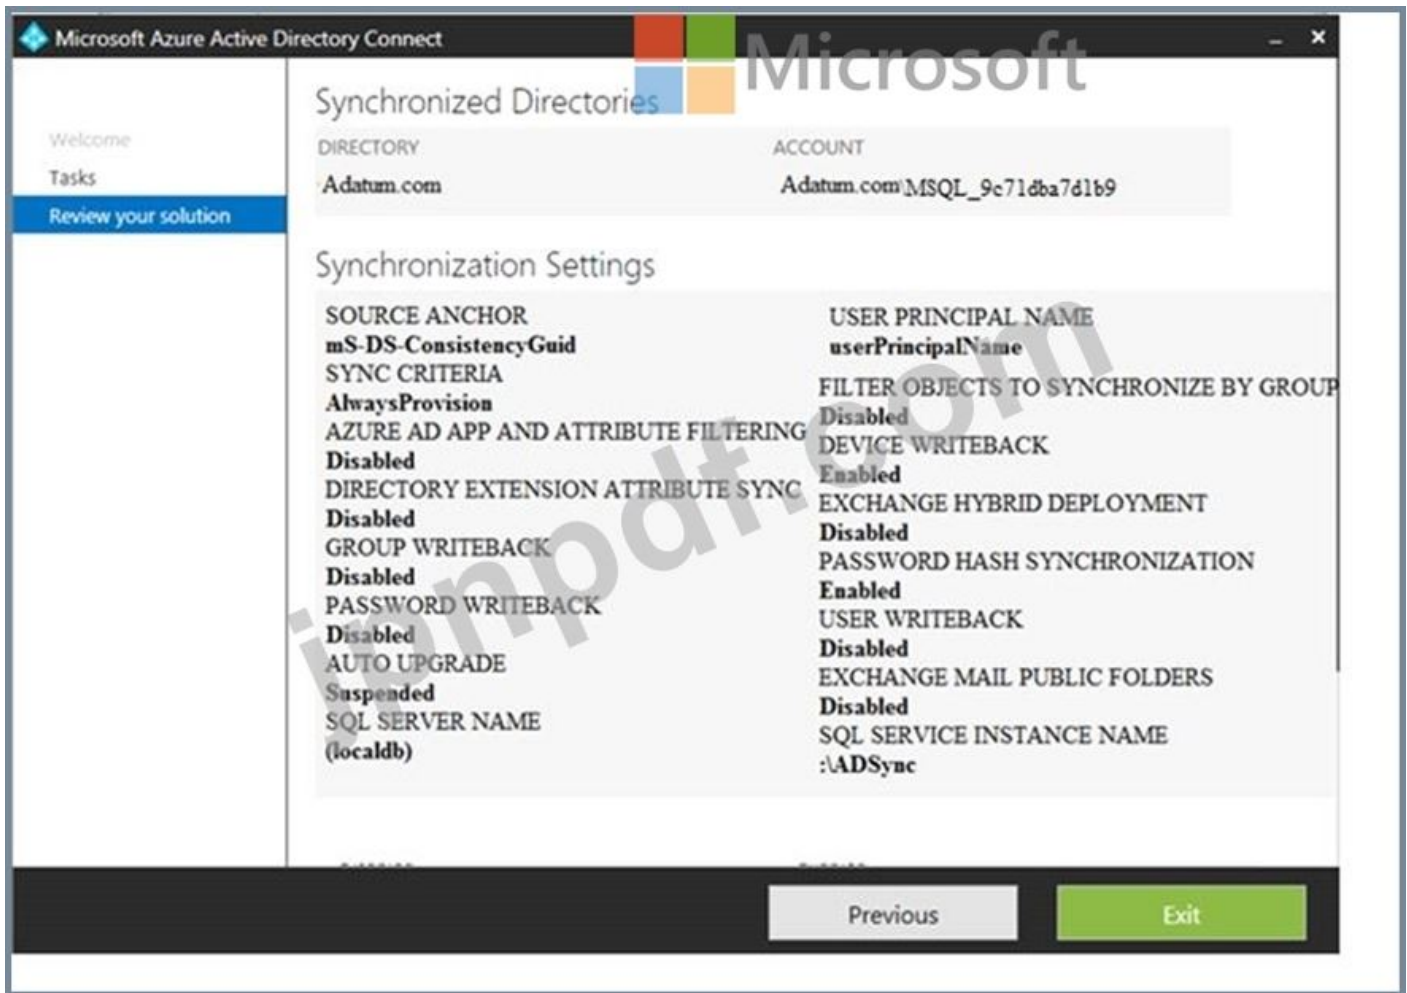 Microsoft Azure Active Directory Connect
Microsoft
Welcome
Tasks
Review your solution
Synchronized Directories
DIRECTORY
ACCOUNT
Adatum.com
Adatum.com\MSQL_9c71dba7d1b9
Synchronization Settings
SOURCE ANCHOR
mS-DS-ConsistencyGuid
SYNC CRITERIA
AlwaysProvision
AZURE AD APP AND ATTRIBUTE FILTERING
Disabled
DIRECTORY EXTENSION ATTRIBUTE SYNC
Disabled
GROUP WRITEBACK
Disabled
PASSWORD WRITEBACK
Disabled
AUTO UPGRADE
Suspended
SQL SERVER NAME
(localdb)
USER PRINCIPAL NAME
userPrincipalName
FILTER OBJECTS TO SYNCHRONIZE BY GROUP
Disabled
DEVICE WRITEBACK
Enabled
EXCHANGE HYBRID DEPLOYMENT
Disabled
PASSWORD HASH SYNCHRONIZATION
Enabled
USER WRITEBACK
Disabled
EXCHANGE MAIL PUBLIC FOLDERS
Disabled
SQL SERVICE INSTANCE NAME
:\ADSync
jpnpdf.com
Previous
Exit